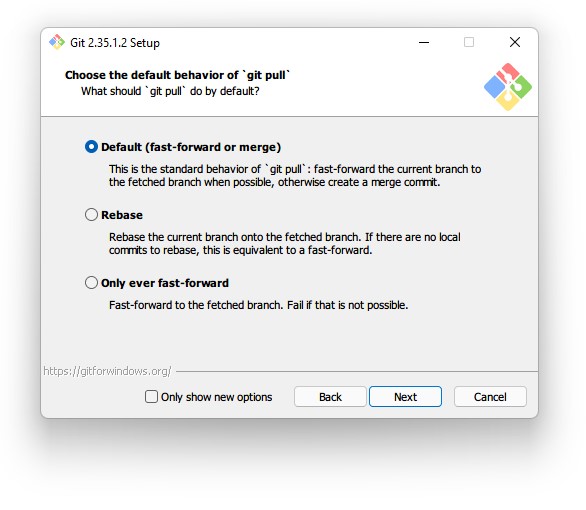 Git 2.35.1.2 Setup
Choose the default behavior of `git pull`
What should `git pull` do by default?
Default (fast-forward or merge)
This is the standard behavior of `git pull`: fast-forward the current branch to
the fetched branch when possible, otherwise create a merge commit.
Rebase
Rebase the current branch onto the fetched branch. If there are no local
commits to rebase, this is equivalent to a fast-forward.
Only ever fast-forward
Fast-forward to the fetched branch. Fail if that is not possible.
https://gitforwindows.org/
Only show new options Back Next Cancel